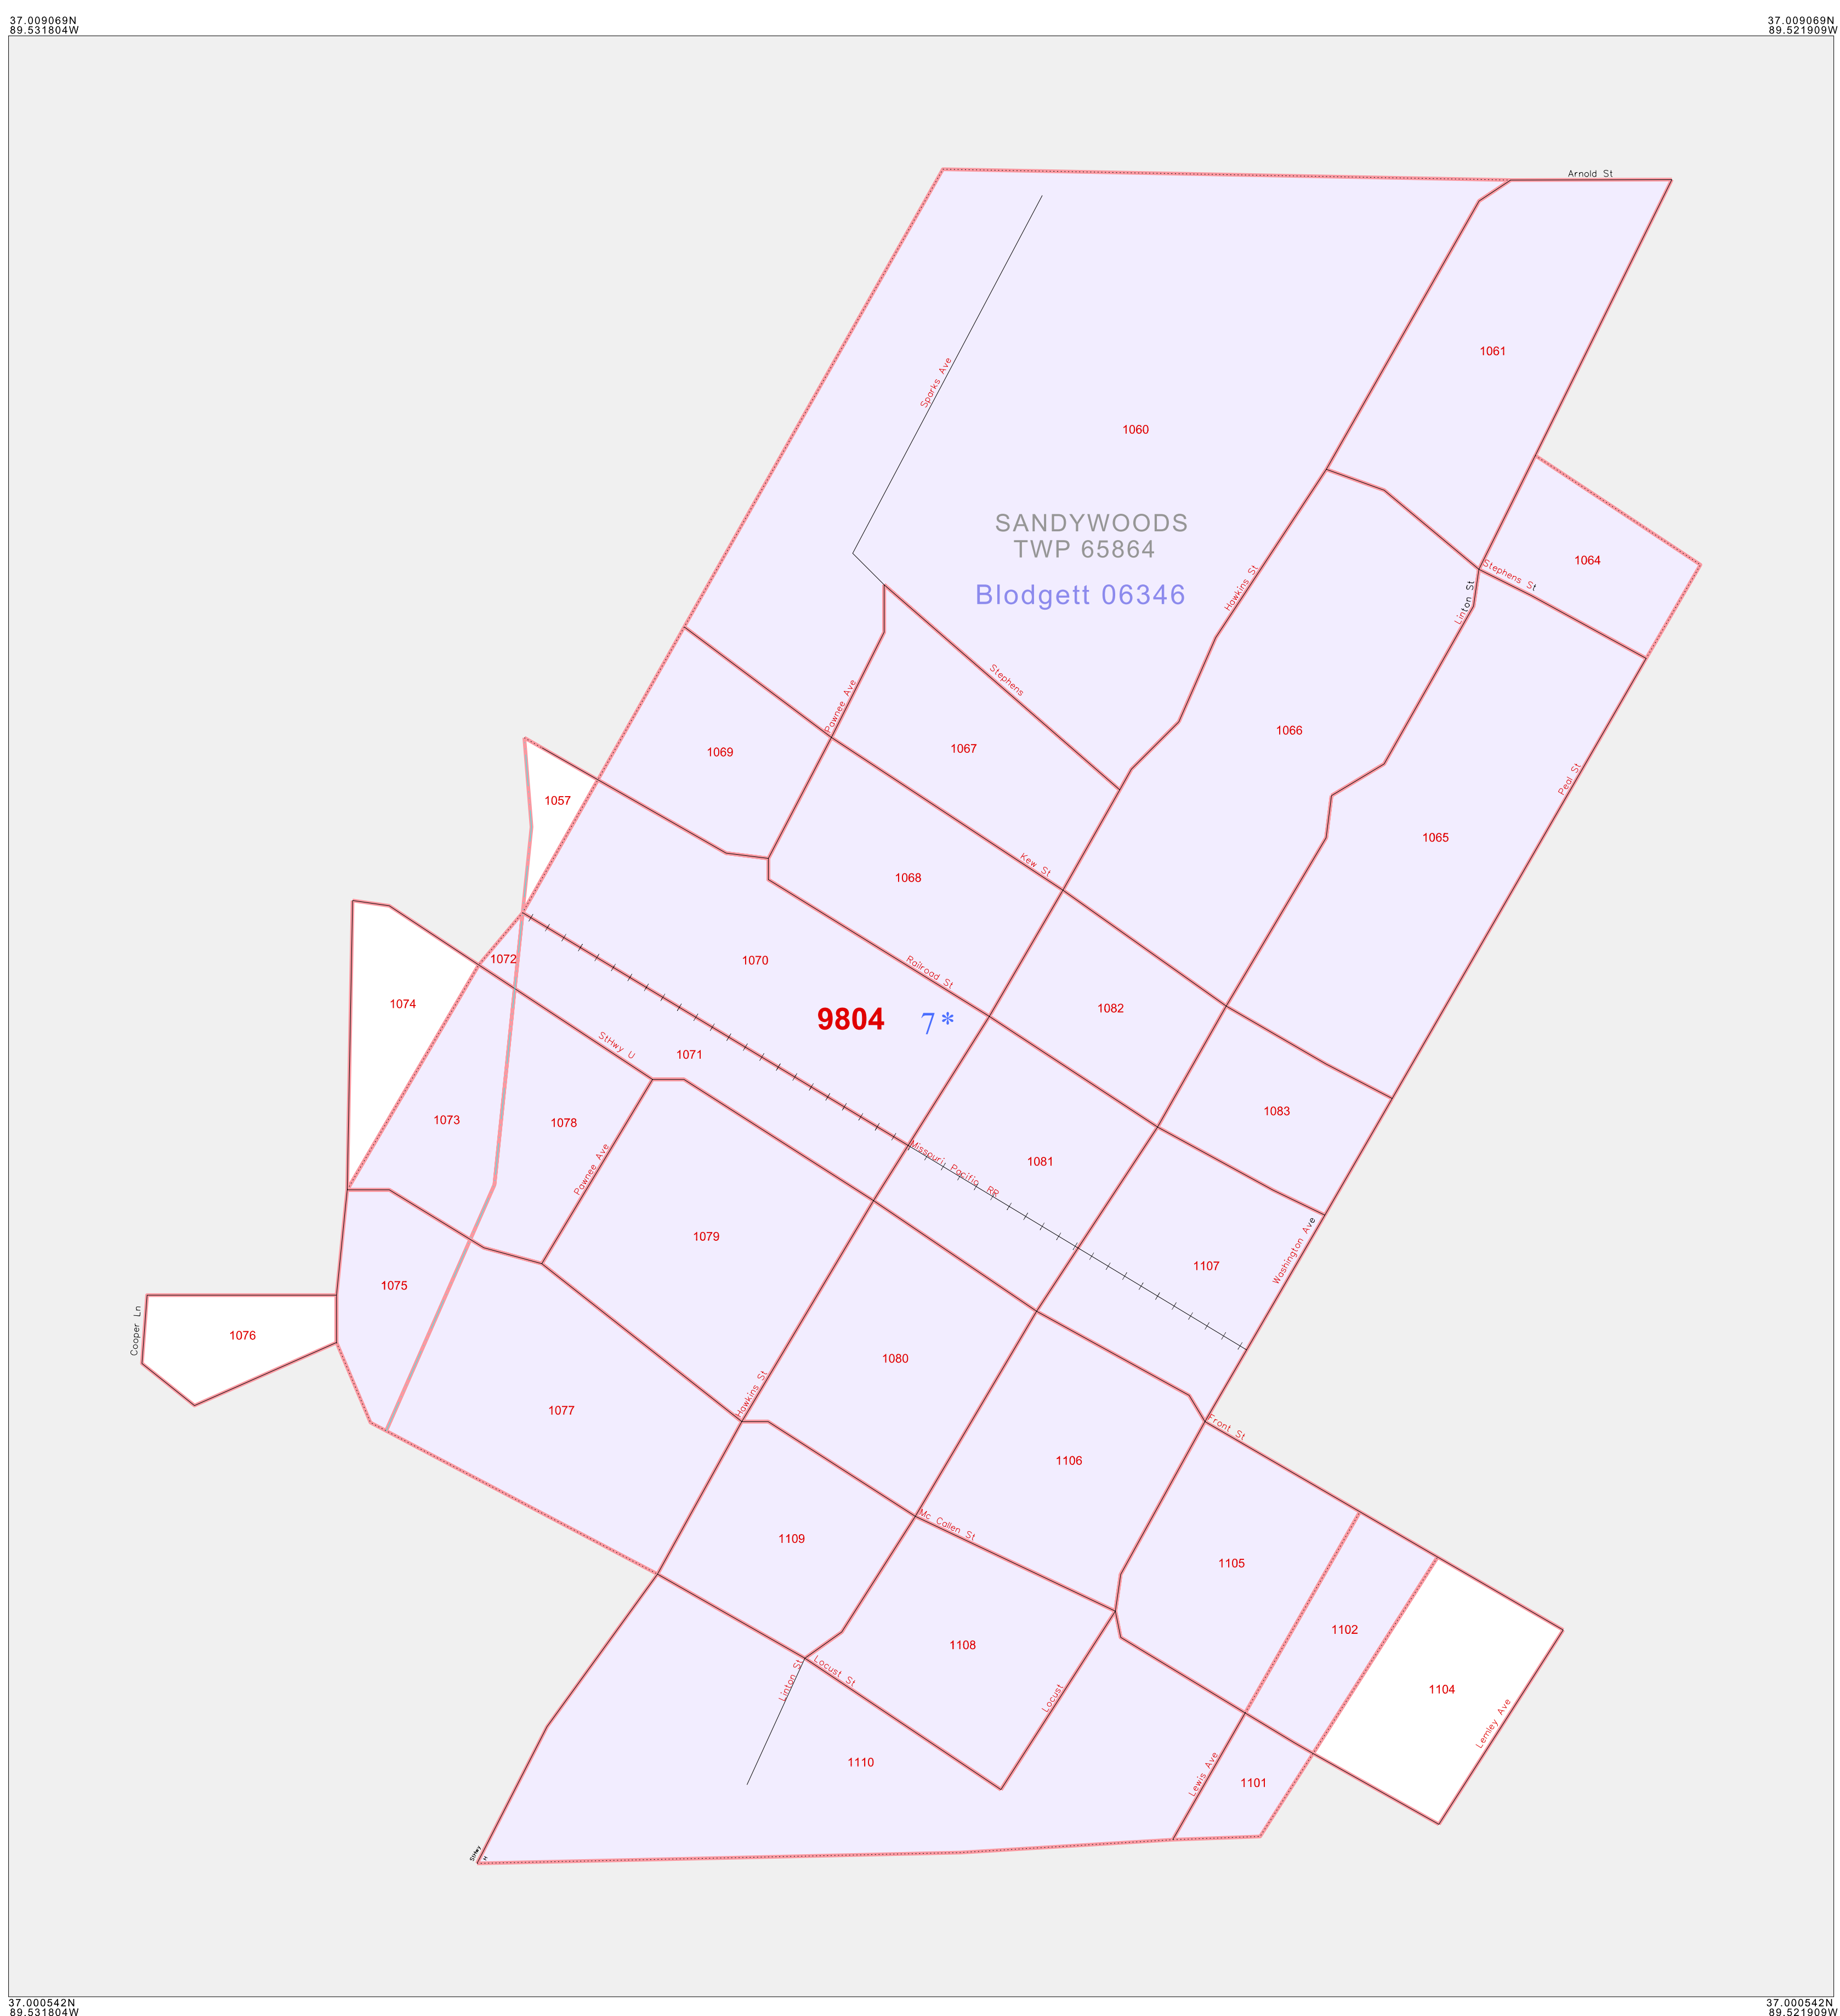 37.009069N
89.531804W
37.009069N
89.521909W
Arnold St
1061
Sparks Ave
1060
SANDYWOODS
TWP 65864
Blodgett 06346
1064
Stephens St
Hawkins St
Linton St
Stephens
Pawnee Ave
1066
1067
1069
Peal St
1057
1065
Kew St
1068
1072
1070
Railroad St
1074
1082
9804
7*
StHwy U
1071
1073
1078
1083
Missouri Pacific RR
1081
Pawnee Ave
1079
Washington Ave
1107
1075
Cooper Ln
1076
1080
Hawkins St
1077
Front St
1106
Mc Callen St
1109
1105
1102
1108
Locust St
Linton St
Locust
1104
Lemley Ave
1110
Lewis Ave
1101
StHwy
H
37.000542N
89.531804W
37.000542N
89.521909W